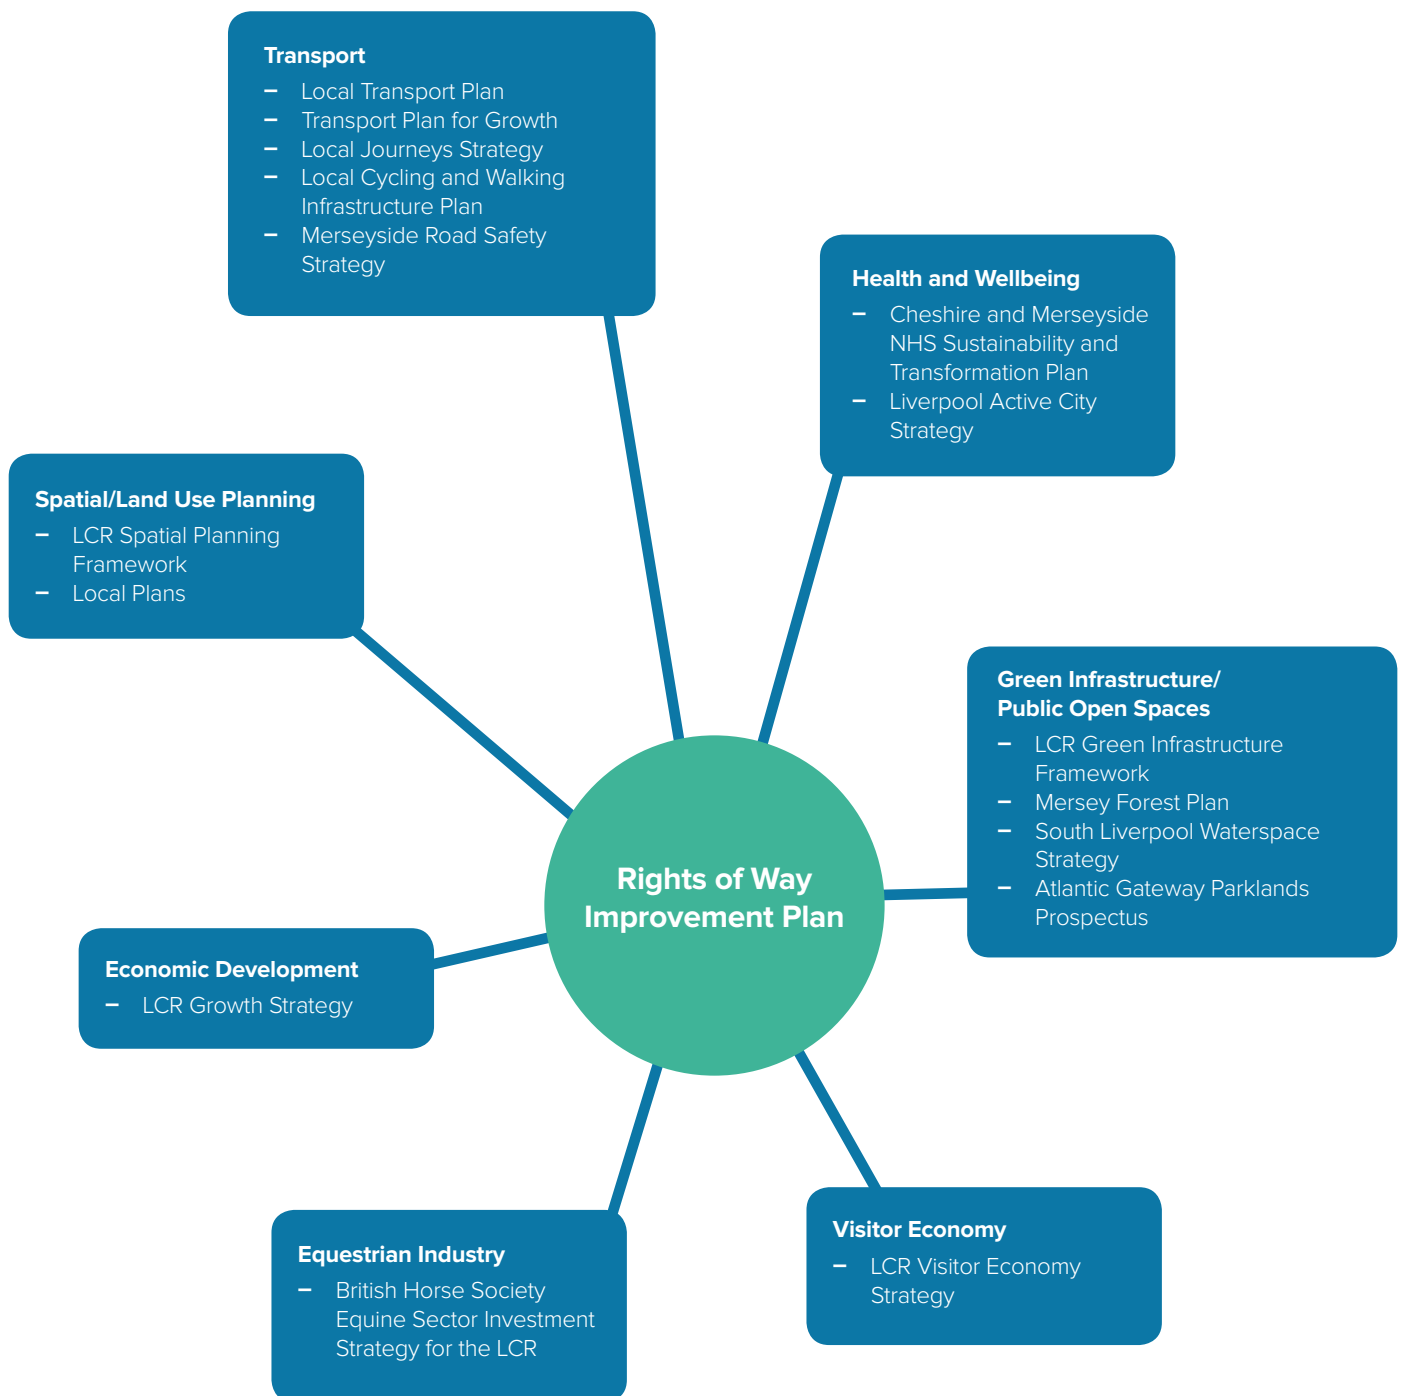 Transport
– Local Transport Plan
– Transport Plan for Growth
– Local Journeys Strategy
– Local Cycling and Walking
Infrastructure Plan
– Merseyside Road Safety
Strategy
Health and Wellbeing
– Cheshire and Merseyside
NHS Sustainability and
Transformation Plan
– Liverpool Active City
Strategy
Spatial/Land Use Planning
– LCR Spatial Planning
Framework
– Local Plans
Green Infrastructure/
Public Open Spaces
– LCR Green Infrastructure
Framework
– Mersey Forest Plan
– South Liverpool Waterspace
Strategy
– Atlantic Gateway Parklands
Prospectus
Rights of Way
Improvement Plan
Economic Development
– LCR Growth Strategy
Equestrian Industry
– British Horse Society
Equine Sector Investment
Strategy for the LCR
Visitor Economy
– LCR Visitor Economy
Strategy